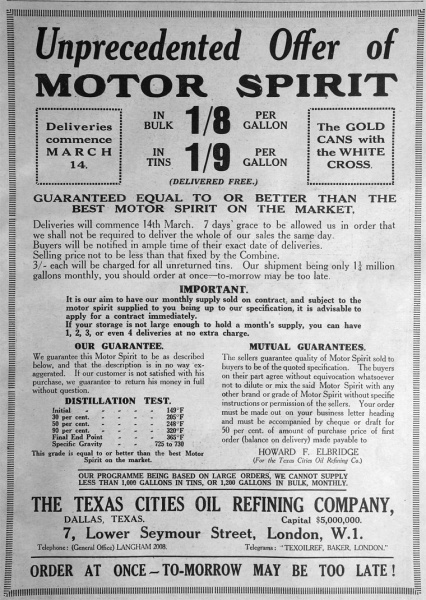 Unprecedented Offer of
MOTOR SPIRIT
Deliveries
commence
MARCH
14.
IN
BULK 1/8 PER
GALLON
IN
TINS 1/9 PER
GALLON
(DELIVERED FREE.)
The GOLD
CANS with
the WHITE
CROSS.
GUARANTEED EQUAL TO OR BETTER THAN THE
BEST MOTOR SPIRIT ON THE MARKET.
Deliveries will commence 14th March. 7 days' grace to be allowed us in order that
we shall not be required to deliver the whole of our sales the same day.
Buyers will be notified in ample time of their exact date of deliveries.
Selling price not to be less than that fixed by the Combine.
3/- each will be charged for all unreturned tins. Our shipment being only 1¼ million
gallons monthly, you should order at once—to-morrow may be too late.
IMPORTANT.
It is our aim to have our monthly supply sold on contract, and subject to the
motor spirit supplied to you being up to our specification, it is advisable to
apply for a contract immediately.
If your storage is not large enough to hold a month's supply, you can have
1, 2, 3, or even 4 deliveries at no extra charge.
OUR GUARANTEE.
We guarantee this Motor Spirit to be as described
below, and that the description is in no way ex-
aggerated. If our customer is not satisfied with his
purchase, we guarantee to return his money in full
without question.
DISTILLATION TEST.
Initial - - - - - 149°F
30 per cent. - - - - - 205°F
50 per cent. - - - - - 248°F
90 per cent. - - - - - 320°F
Final End Point - - - - 365°F
Specific Gravity - - - 725 to 730
This grade is equal to or better than the best Motor
Spirit on the market.
MUTUAL GUARANTEES.
The sellers guarantee quality of Motor Spirit sold to
buyers to be of the quoted specification. The buyers
on their part agree without equivocation whatsoever
not to dilute or mix the said Motor Spirit with any
other brand or grade of Motor Spirit without specific
instructions or permission of the sellers. Your order
must be made out on your business letter heading
and must be accompanied by cheque or draft for
50 per cent. of amount of purchase price of first
order (balance on delivery) made payable to
HOWARD F. ELBRIDGE
(For the Texas Cities Oil Refining Co.)
OUR PROGRAMME BEING BASED ON LARGE ORDERS, WE CANNOT SUPPLY
LESS THAN 1,000 GALLONS IN TINS, OR 1,200 GALLONS IN BULK, MONTHLY.
THE TEXAS CITIES OIL REFINING COMPANY,
DALLAS, TEXAS. Capital $5,000,000.
7, Lower Seymour Street, London, W.1.
Telephone: (General Office) LANGHAM 2008. Telegrams: "TEXOILREF, BAKER, LONDON."
ORDER AT ONCE—TO-MORROW MAY BE TOO LATE!